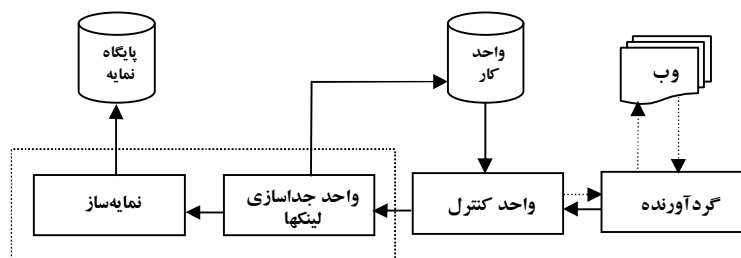 وب
واحد
کار
پایگاه
نمایه
گردآورنده
واحد کنترل
واحد جداسازی
لینکها
نمایه‌ساز